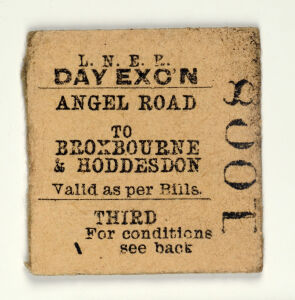 L. N. E. R.
DAY EXC'N
ANGEL ROAD
TO
BROXBOURNE
& HODDESDON
Valid as per Bills.
THIRD
For conditions
see back
1008